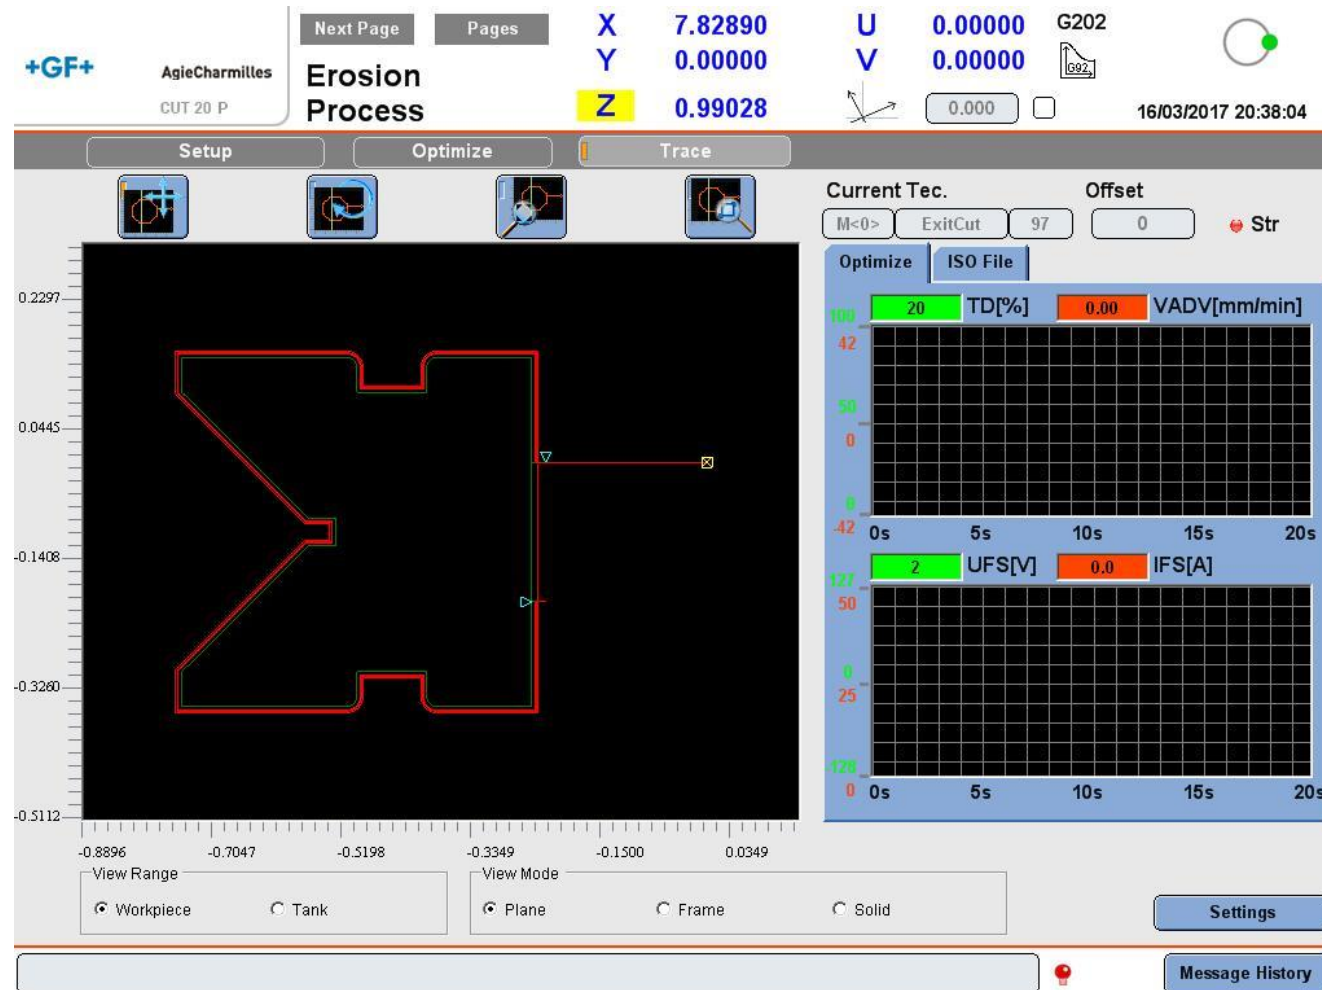 Next Page Pages X 7.82890 U 0.00000 G202
+GF+ AgieCharmilles Erosion Y 0.00000 V 0.00000 G92
CUT 20 P Process Z 0.99028 0.000 16/03/2017 20:38:04
Setup Optimize Trace
Current Tec. Offset
M<0> ExitCut 97 0 Str
Optimize ISO File
100 20 TD[%] 0.00 VADV[mm/min]
42
50
0
0
-42 0s 5s 10s 15s 20s
127 2 UFS[V] 0.0 IFS[A]
50
0
25
-128
0 0s 5s 10s 15s 20s
0.2297
0.0445
-0.1408
-0.3260
-0.5112
-0.8896 -0.7047 -0.5198 -0.3349 -0.1500 0.0349
View Range View Mode
Workpiece Tank Plane Frame Solid
Settings
Message History